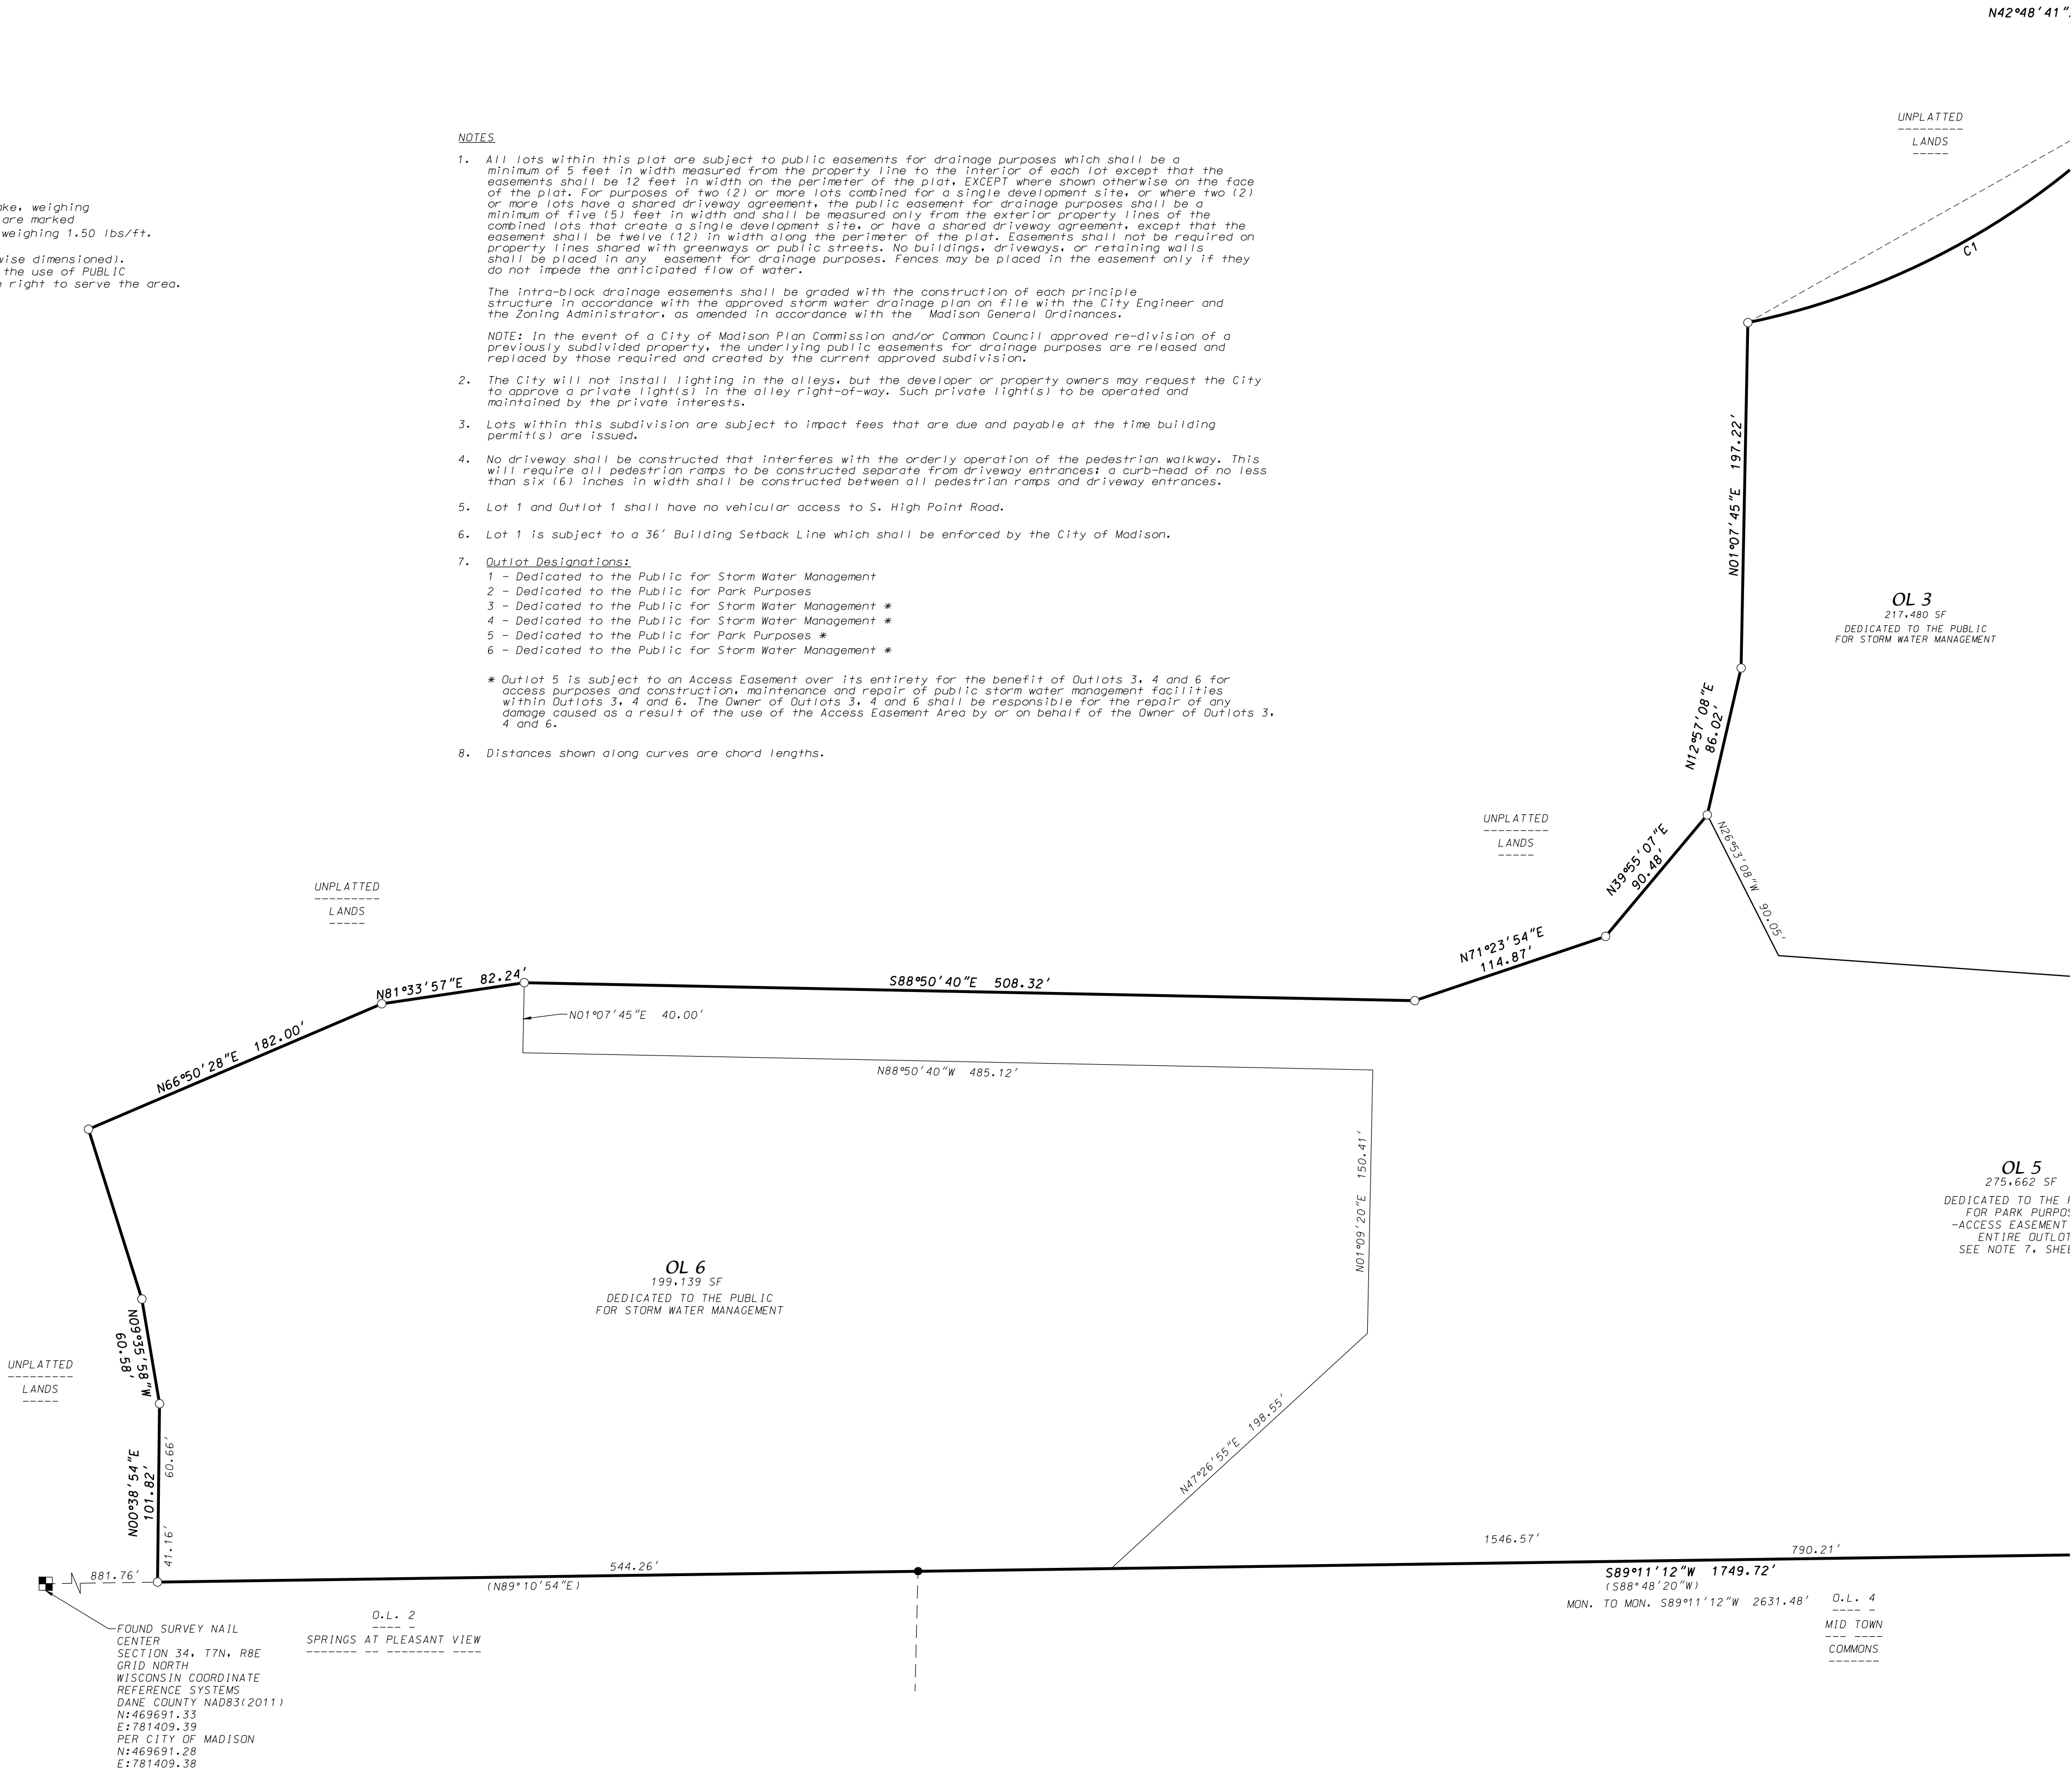 N42°48'41"
UNPLATTED
LANDS
NOTES
1. All lots within this plat are subject to public easements for drainage purposes which shall be a
minimum of 5 feet in width measured from the property line to the interior of each lot except that the
easements shall be 12 feet in width on the perimeter of the plat, EXCEPT where shown otherwise on the face
of the plat. For purposes of two (2) or more lots combined for a single development site, or where two (2)
or more lots have a shared driveway agreement, the public easement for drainage purposes shall be a
minimum of five (5) feet in width and shall be measured only from the exterior property lines of the
combined lots that create a single development site, or have a shared driveway agreement, except that the
easement shall be twelve (12) in width along the perimeter of the plat. Easements shall not be required on
property lines shared with greenways or public streets. No buildings, driveways, or retaining walls
shall be placed in any easement for drainage purposes. Fences may be placed in the easement only if they
do not impede the anticipated flow of water.
The intra-block drainage easements shall be graded with the construction of each principle
structure in accordance with the approved storm water drainage plan on file with the City Engineer and
the Zoning Administrator, as amended in accordance with the Madison General Ordinances.
NOTE: In the event of a City of Madison Plan Commission and/or Common Council approved re-division of a
previously subdivided property, the underlying public easements for drainage purposes are released and
replaced by those required and created by the current approved subdivision.
2. The City will not install lighting in the alleys, but the developer or property owners may request the City
to approve a private light(s) in the alley right-of-way. Such private light(s) to be operated and
maintained by the private interests.
3. Lots within this subdivision are subject to impact fees that are due and payable at the time building
permit(s) are issued.
4. No driveway shall be constructed that interferes with the orderly operation of the pedestrian walkway. This
will require all pedestrian ramps to be constructed separate from driveway entrances; a curb-head of no less
than six (6) inches in width shall be constructed between all pedestrian ramps and driveway entrances.
5. Lot 1 and Outlot 1 shall have no vehicular access to S. High Point Road.
6. Lot 1 is subject to a 36' Building Setback Line which shall be enforced by the City of Madison.
7. Outlot Designations:
1 - Dedicated to the Public for Storm Water Management
2 - Dedicated to the Public for Park Purposes
3 - Dedicated to the Public for Storm Water Management *
4 - Dedicated to the Public for Storm Water Management *
5 - Dedicated to the Public for Park Purposes *
6 - Dedicated to the Public for Storm Water Management *
* Outlot 5 is subject to an Access Easement over its entirety for the benefit of Outlots 3, 4 and 6 for
access purposes and construction, maintenance and repair of public storm water management facilities
within Outlots 3, 4 and 6. The Owner of Outlots 3, 4 and 6 shall be responsible for the repair of any
damage caused as a result of the use of the Access Easement Area by or on behalf of the Owner of Outlots 3,
4 and 6.
8. Distances shown along curves are chord lengths.
ake, weighing
are marked
weighing 1.50 lbs/ft.
wise dimensioned).
the use of PUBLIC
e right to serve the area.
C1
N01°07'45"E 197.22'
OL 3
217,480 SF
DEDICATED TO THE PUBLIC
FOR STORM WATER MANAGEMENT
N12°57'08"E
86.02'
UNPLATTED
LANDS
N39°55'07"E
90.48'
N26°53'08"W 90.05'
N71°23'54"E
114.87'
UNPLATTED
LANDS
N81°33'57"E 82.24'
S88°50'40"E 508.32'
N01°07'45"E 40.00'
N66°50'28"E 182.00'
N88°50'40"W 485.12'
N01°09'20"E 150.41'
OL 5
275,662 SF
DEDICATED TO THE
FOR PARK PURPOS
-ACCESS EASEMENT
ENTIRE OUTLOT
SEE NOTE 7, SHEE
OL 6
199,139 SF
DEDICATED TO THE PUBLIC
FOR STORM WATER MANAGEMENT
N09°35'58"W
60.58'
UNPLATTED
LANDS
N47°26'55"E 198.55'
N00°38'54"E
101.82'
60.66'
41.16'
881.76'
544.26'
(N89°10'54"E)
1546.57'
790.21'
S89°11'12"W 1749.72'
(S88°48'20"W)
MON. TO MON. S89°11'12"W 2631.48'
O.L. 4
MID TOWN
COMMONS
O.L. 2
SPRINGS AT PLEASANT VIEW
FOUND SURVEY NAIL
CENTER
SECTION 34, T7N, R8E
GRID NORTH
WISCONSIN COORDINATE
REFERENCE SYSTEMS
DANE COUNTY NAD83(2011)
N:469691.33
E:781409.39
PER CITY OF MADISON
N:469691.28
E:781409.38